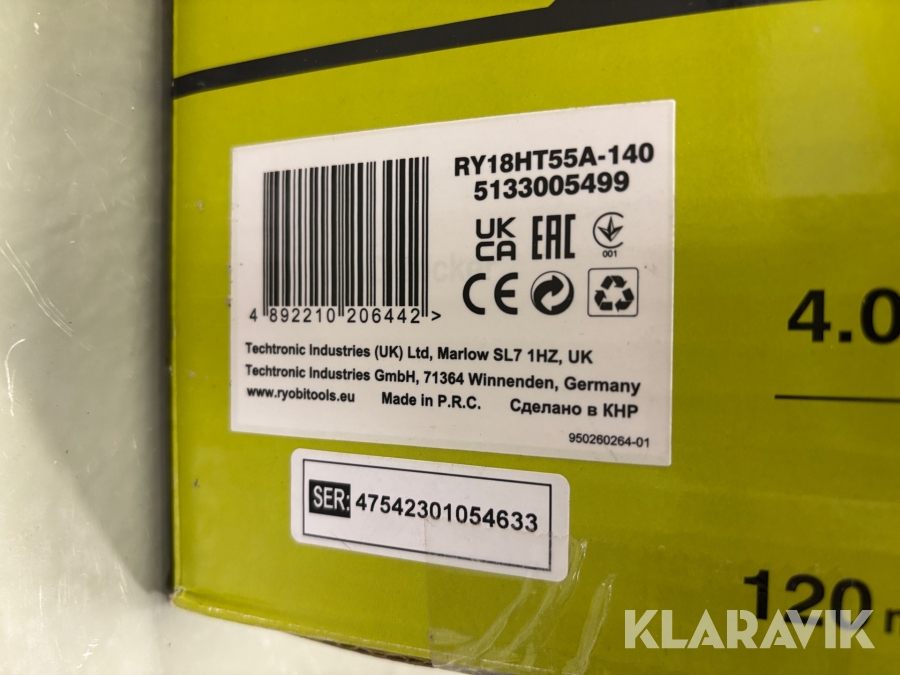 RY18HT55A-140
5133005499
UK
CA
EAC
001
CE
4 892210 206442 >
Techtronic Industries (UK) Ltd, Marlow SL7 1HZ, UK
Techtronic Industries GmbH, 71364 Winnenden, Germany
www.ryobitools.eu Made in P.R.C. Сделано в КНР
950260264-01
SER: 47542301054633
4.0
120
KLARAVIK